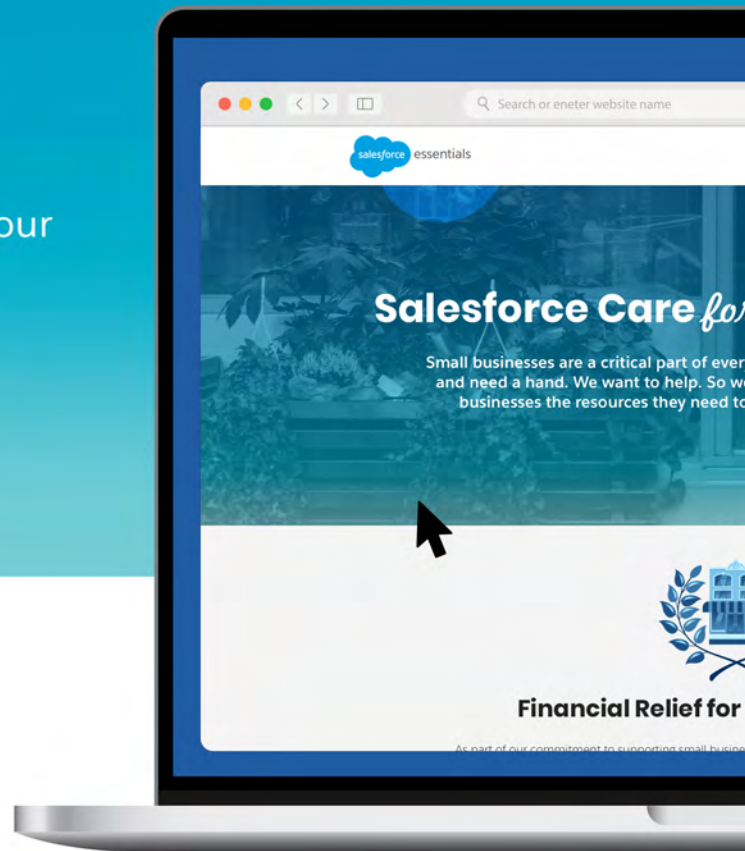 our
Search or eneter website name
salesforce essentials
Salesforce Care for
Small businesses are a critical part of ever
and need a hand. We want to help. So we
businesses the resources they need to
Financial Relief for
As part of our commitment to supporting small busine